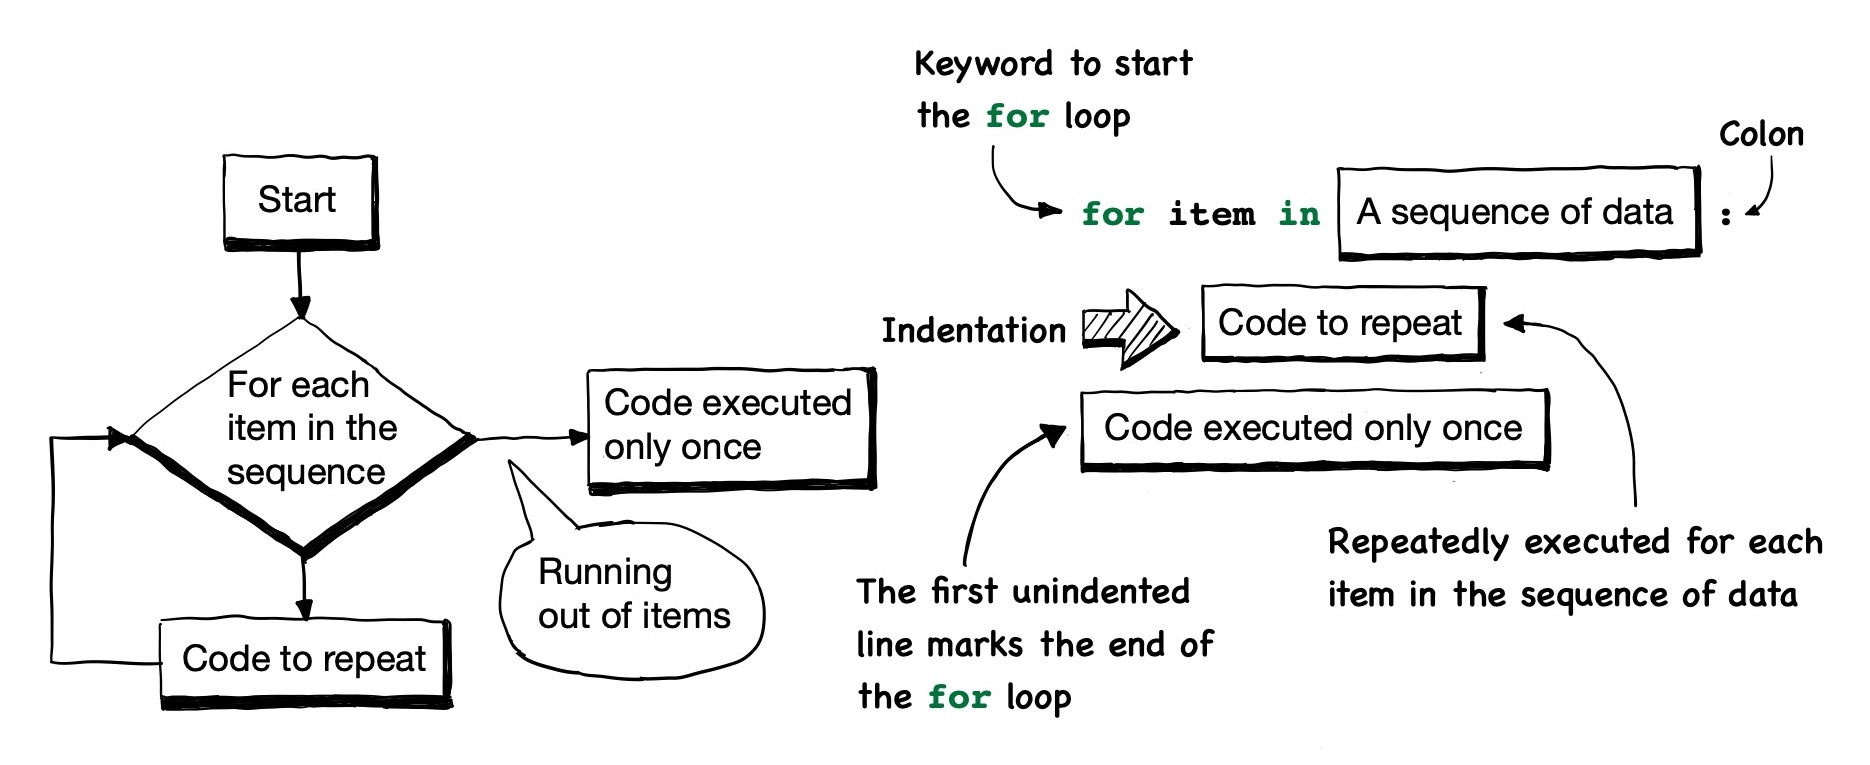 Start
For each
item in the
sequence
Code executed
only once
Running
out of items
Code to repeat
Keyword to start
the for loop
Colon
for item in A sequence of data :
Indentation
Code to repeat
Code executed only once
The first unindented
line marks the end of
the for loop
Repeatedly executed for each
item in the sequence of data